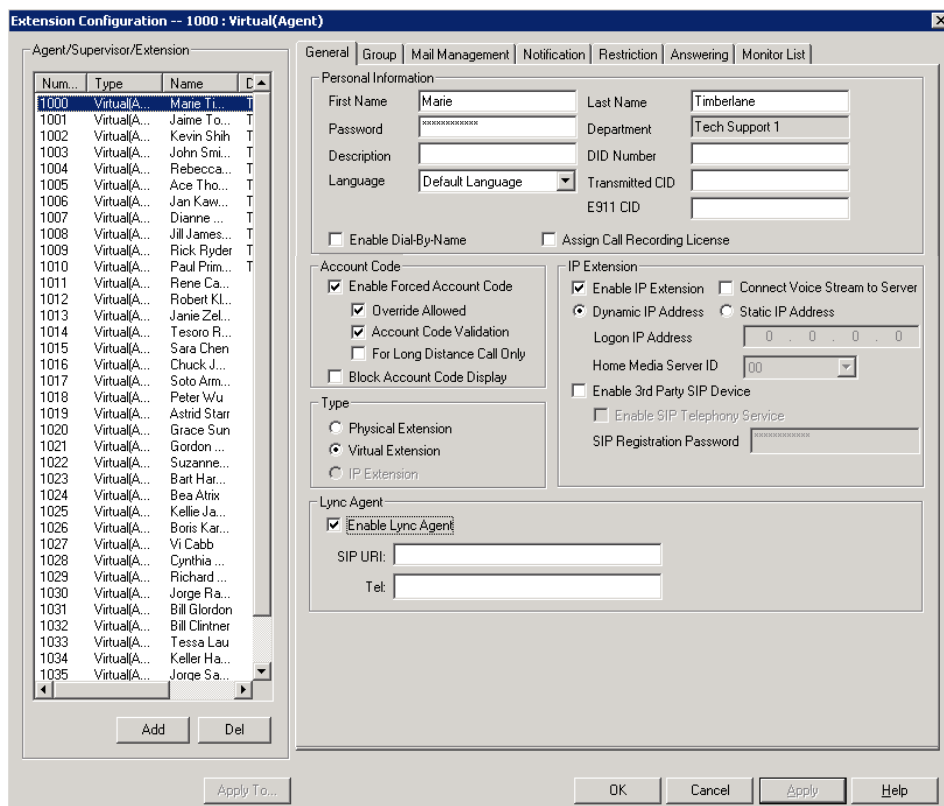 Extension Configuration -- 1000 : Virtual(Agent)
Agent/Supervisor/Extension
Num... Type Name D
1000 Virtual(A... Marie Ti... T
1001 Virtual(A... Jaime To... T
1002 Virtual(A... Kevin Shih T
1003 Virtual(A... John Smi... T
1004 Virtual(A... Rebecca... T
1005 Virtual(A... Ace Tho... T
1006 Virtual(A... Jan Kaw... T
1007 Virtual(A... Dianne ... T
1008 Virtual(A... Jill James... T
1009 Virtual(A... Rick Ryder T
1010 Virtual(A... Paul Prim... T
1011 Virtual(A... Rene Ca...
1012 Virtual(A... Robert Kl...
1013 Virtual(A... Janie Zel...
1014 Virtual(A... Tesoro R...
1015 Virtual(A... Sara Chen
1016 Virtual(A... Chuck J...
1017 Virtual(A... Soto Arm...
1018 Virtual(A... Peter Wu
1019 Virtual(A... Astrid Starr
1020 Virtual(A... Grace Sun
1021 Virtual(A... Gordon ...
1022 Virtual(A... Suzanne...
1023 Virtual(A... Bart Har...
1024 Virtual(A... Bea Atrix
1025 Virtual(A... Kellie Ja...
1026 Virtual(A... Boris Kar...
1027 Virtual(A... Vi Cabb
1028 Virtual(A... Cynthia ...
1029 Virtual(A... Richard ...
1030 Virtual(A... Jorge Ra...
1031 Virtual(A... Bill Glordon
1032 Virtual(A... Bill Clintner
1033 Virtual(A... Tessa Lau
1034 Virtual(A... Keller Ha...
1035 Virtual(A... Jorge Sa...
Add Del
Apply To...
General Group Mail Management Notification Restriction Answering Monitor List
Personal Information
First Name Marie Last Name Timberlane
Password ************ Department Tech Support 1
Description DID Number
Language Default Language Transmitted CID
E911 CID
Enable Dial-By-Name Assign Call Recording License
Account Code
Enable Forced Account Code
Override Allowed
Account Code Validation
For Long Distance Call Only
Block Account Code Display
Type
Physical Extension
Virtual Extension
IP Extension
IP Extension
Enable IP Extension Connect Voice Stream to Server
Dynamic IP Address Static IP Address
Logon IP Address 0 . 0 . 0 . 0
Home Media Server ID 00
Enable 3rd Party SIP Device
Enable SIP Telephony Service
SIP Registration Password ************
Lync Agent
Enable Lync Agent
SIP URI:
Tel:
OK Cancel Apply Help